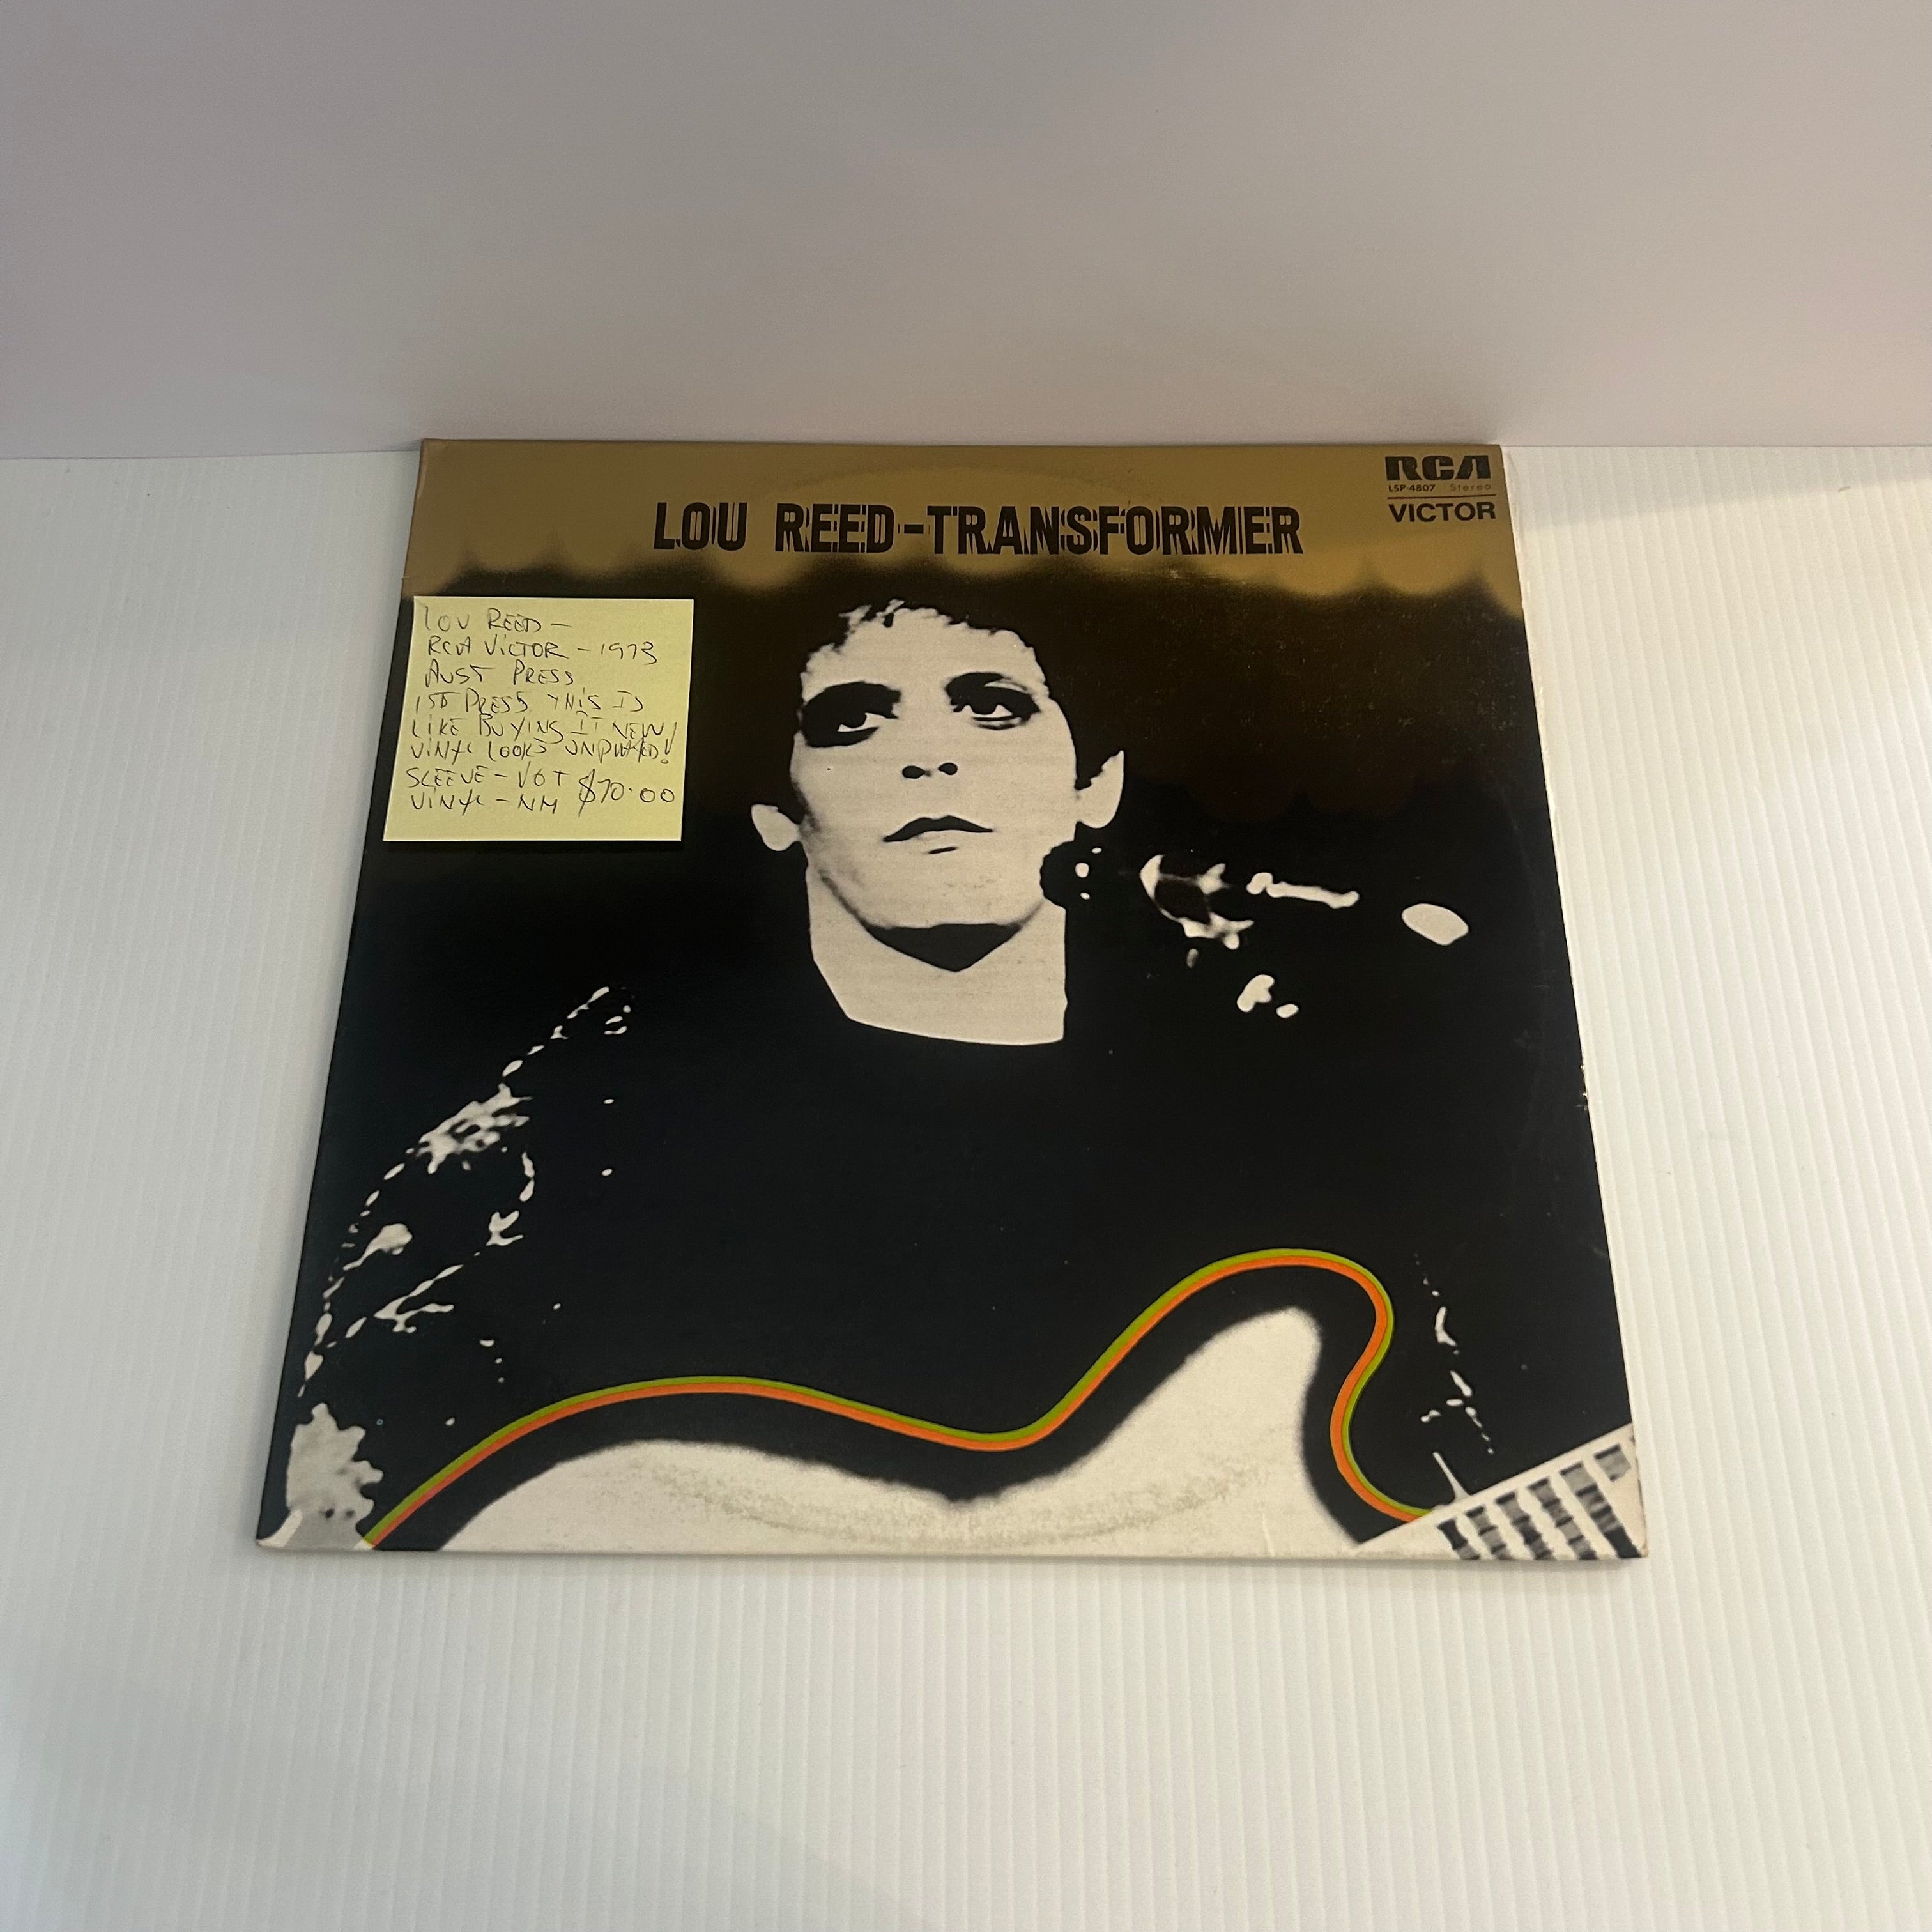 RCA
LSP-4807 Stereo
VICTOR
LOU REED-TRANSFORMER
LOU REED—
RCA VICTOR - 1973
AUST PRESS
1ST PRESS THIS IS
LIKE BUYING IT NEW!
VINYL LOOKS UNPLAYED!
SLEEVE - VG+ $70.00
VINYL - NM